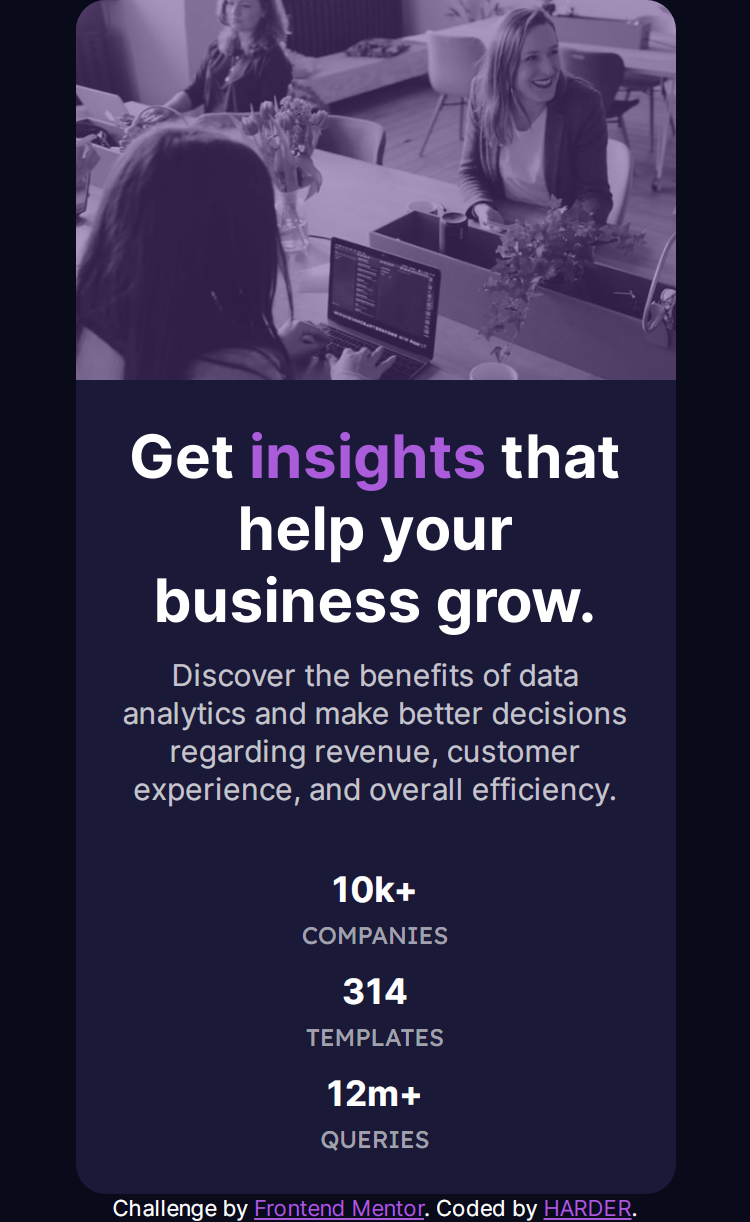 Get insights that
help your
business grow.
Discover the benefits of data
analytics and make better decisions
regarding revenue, customer
experience, and overall efficiency.
10k+
COMPANIES
314
TEMPLATES
12m+
QUERIES
Challenge by Frontend Mentor. Coded by HARDER.